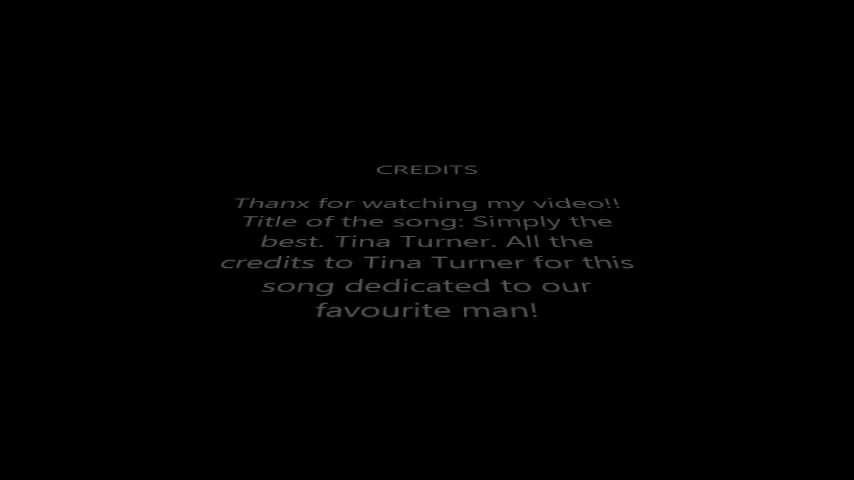 CREDITS
Thanx for watching my video!!
Title of the song: Simply the
best. Tina Turner. All the
credits to Tina Turner for this
song dedicated to our
favourite man!